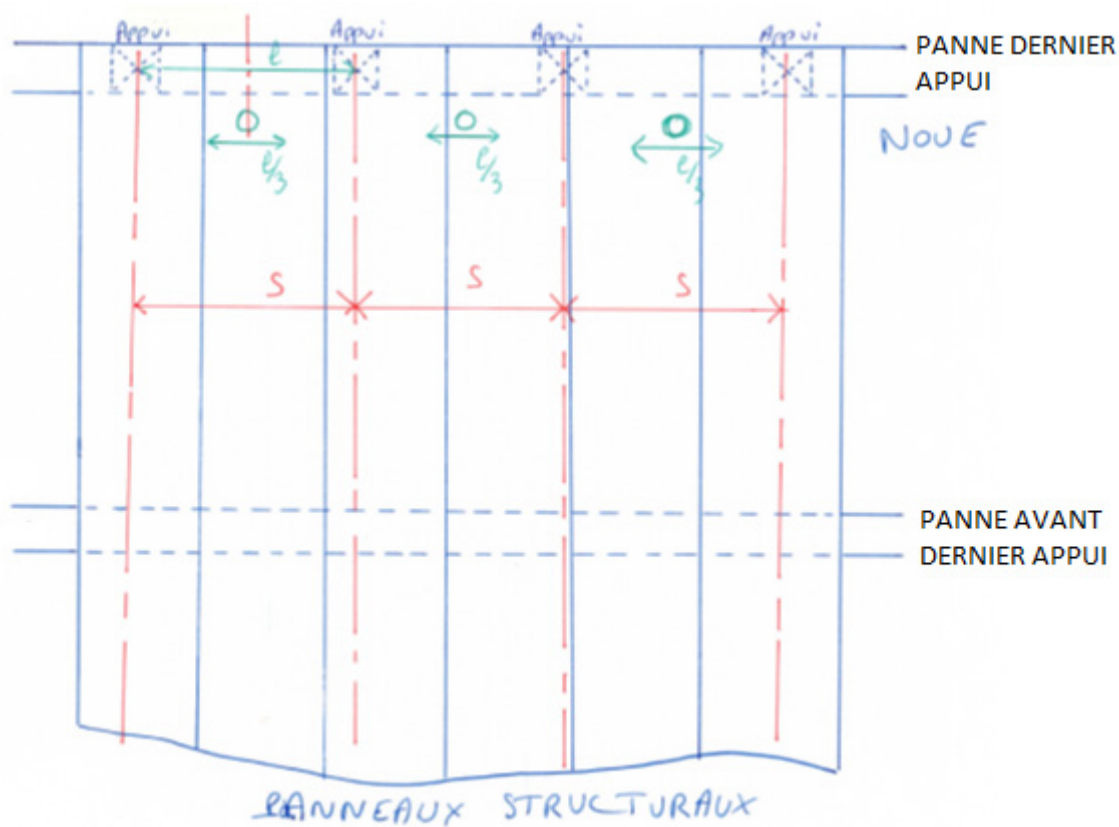 Appui Appui Appui Appui
PANNE DERNIER
APPUI
l
NOUE
O O O
l/3 l/3 l/3
S S S
PANNE AVANT
DERNIER APPUI
PANNEAUX STRUCTURAUX